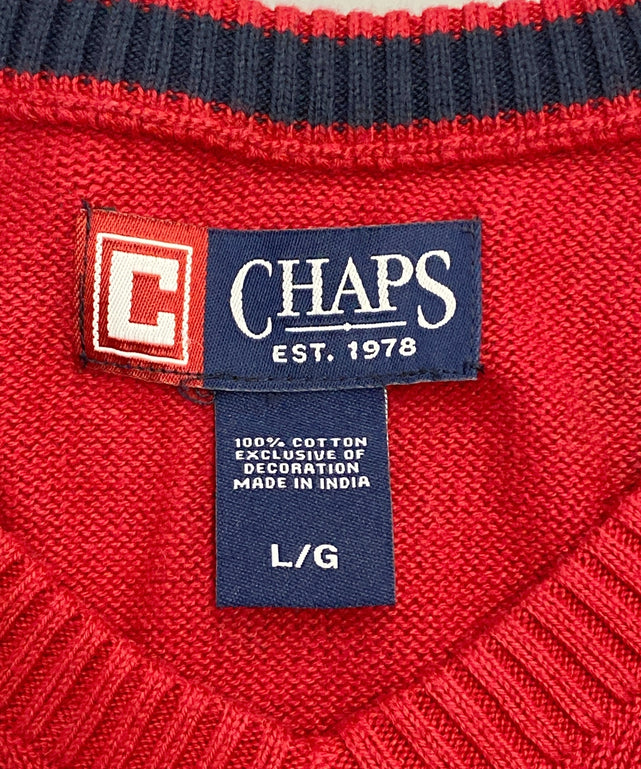 C
CHAPS
EST. 1978
100% COTTON
EXCLUSIVE OF
DECORATION
MADE IN INDIA
L/G